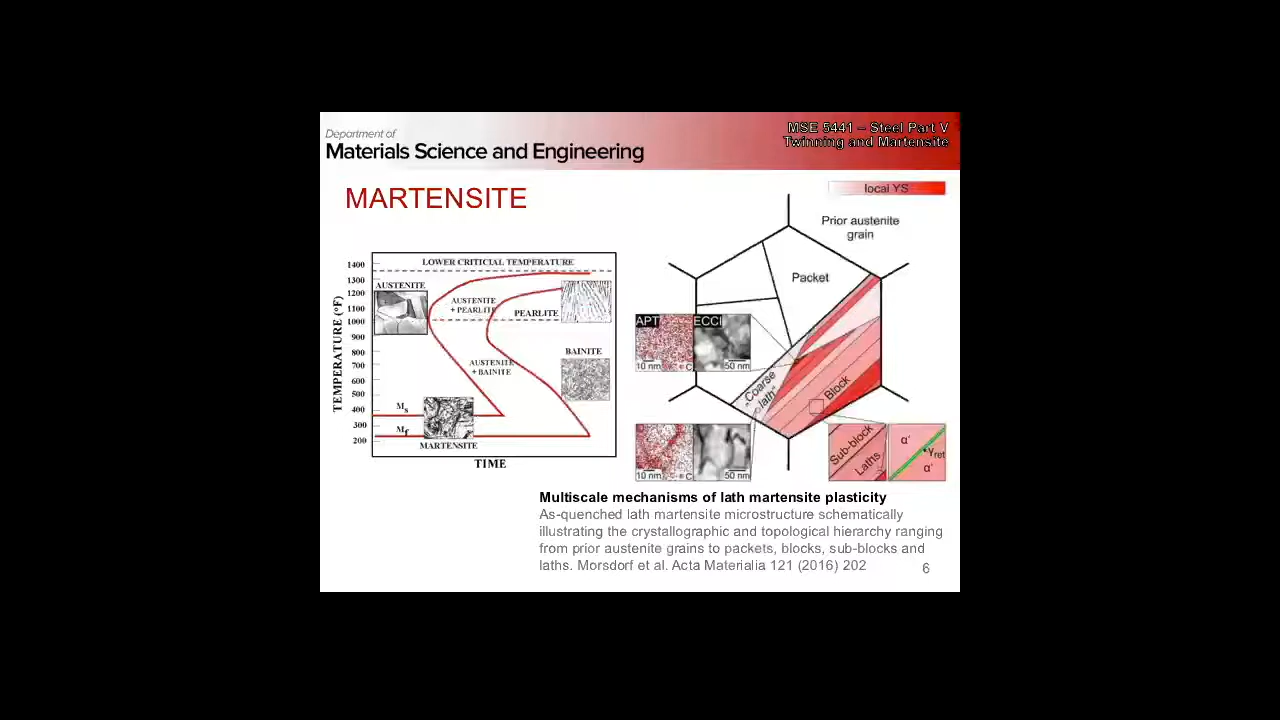 Department of
Materials Science and Engineering
MSE 5441 – Steel Part V
Twinning and Martensite
MARTENSITE
local YS
Prior austenite
grain
Packet
APT
ECCI
10 nm
C
50 nm
"Coarse
lath"
Block
10 nm
C
50 nm
Sub-block
Laths
α'
γret
α'
LOWER CRITICIAL TEMPERATURE
1400
1300
1200
1100
1000
900
800
700
600
500
400
300
200
TEMPERATURE (°F)
AUSTENITE
AUSTENITE
+ PEARLITE
PEARLITE
BAINITE
AUSTENITE
+ BAINITE
Ms
Mf
MARTENSITE
TIME
Multiscale mechanisms of lath martensite plasticity
As-quenched lath martensite microstructure schematically
illustrating the crystallographic and topological hierarchy ranging
from prior austenite grains to packets, blocks, sub-blocks and
laths. Morsdorf et al. Acta Materialia 121 (2016) 202
6